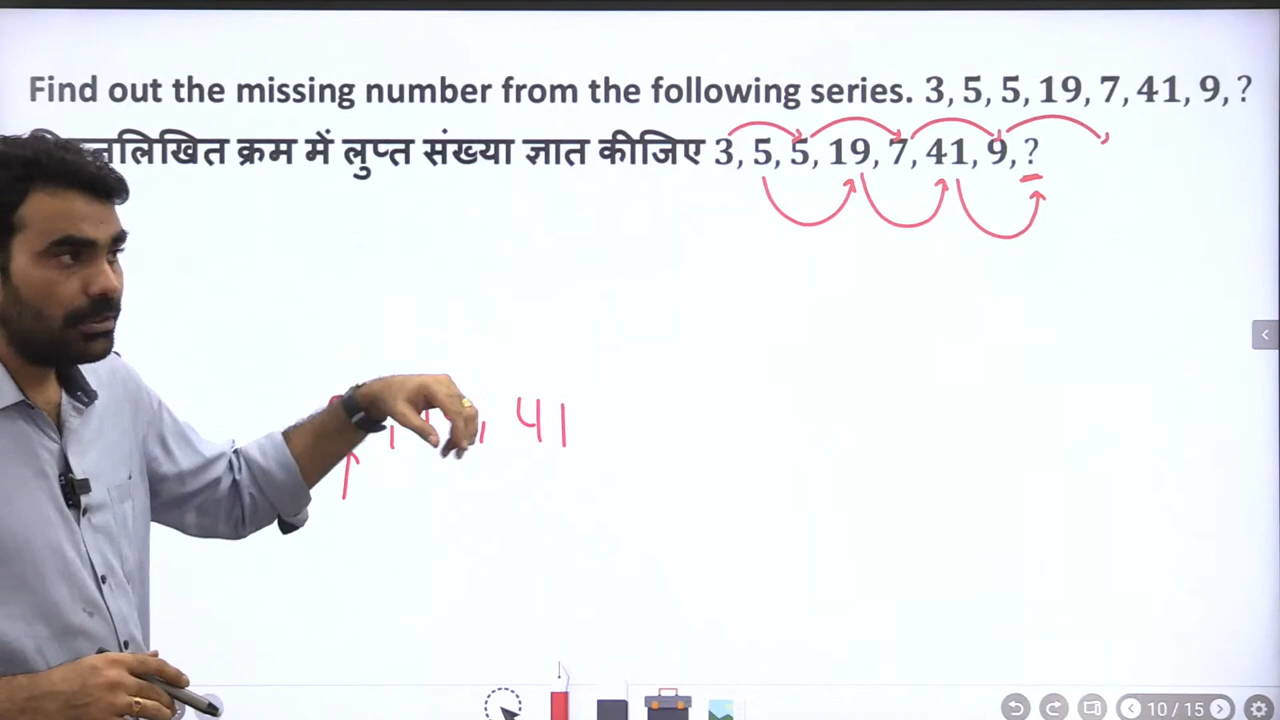 Find out the missing number from the following series. 3, 5, 5, 19, 7, 41, 9, ?
क्रम में लुप्त संख्या ज्ञात कीजिए 3, 5, 5, 19, 7, 41, 9, ?
, 41
10 / 15